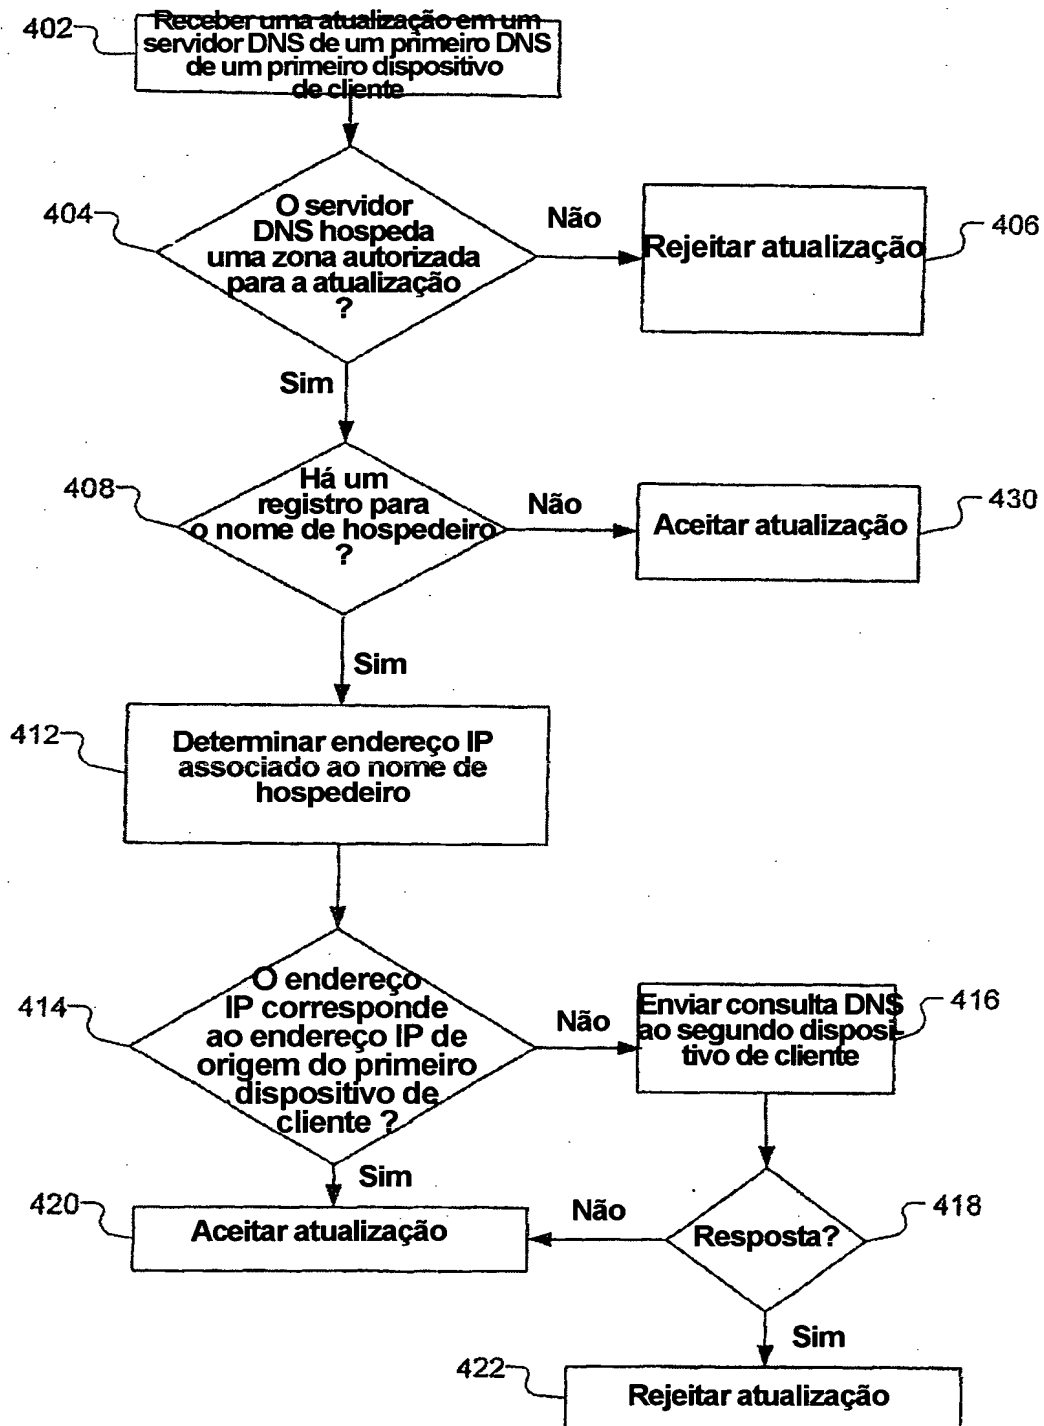 402
Receber uma atualização em um
servidor DNS de um primeiro DNS
de um primeiro dispositivo
de cliente
404
O servidor
DNS hospeda
uma zona autorizada
para a atualização
?
Não
Rejeitar atualização
406
Sim
408
Há um
registro para
o nome de hospedeiro
?
Não
Aceitar atualização
430
Sim
412
Determinar endereço IP
associado ao nome de
hospedeiro
414
O endereço
IP corresponde
ao endereço IP de
origem do primeiro
dispositivo de
cliente ?
Não
Enviar consulta DNS
ao segundo disposi-
tivo de cliente
416
Sim
420
Aceitar atualização
Não
Resposta?
418
Sim
422
Rejeitar atualização